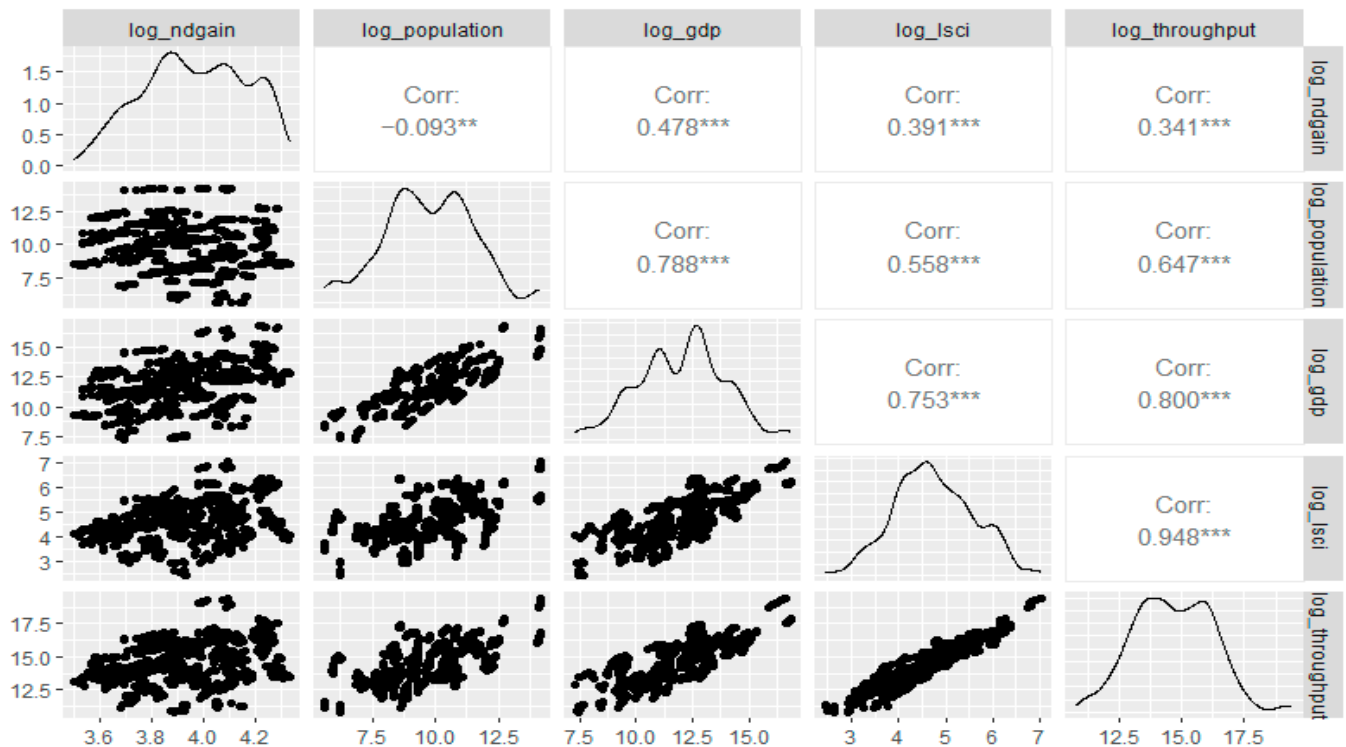 log_ndgain log_population log_gdp log_lsci log_throughput
1.5
1.0
0.5
0.0
Corr:
−0.093**
Corr:
0.478***
Corr:
0.391***
Corr:
0.341***
log_ndgain
12.5
10.0
7.5
Corr:
0.788***
Corr:
0.558***
Corr:
0.647***
log_population
15.0
12.5
10.0
7.5
Corr:
0.753***
Corr:
0.800***
log_gdp
7
6
5
4
3
Corr:
0.948***
log_lsci
17.5
15.0
12.5
log_throughput
3.6 3.8 4.0 4.2 7.5 10.0 12.5 7.5 10.0 12.5 15.0 3 4 5 6 7 12.5 15.0 17.5